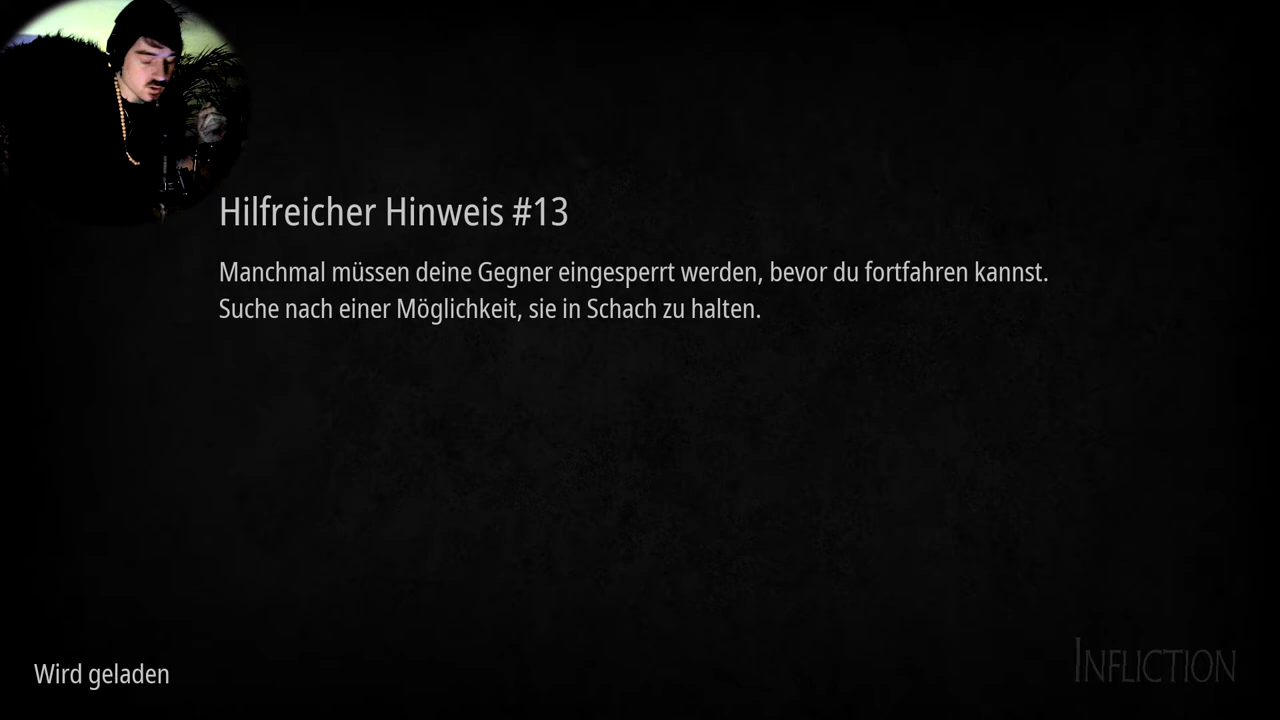 Hilfreicher Hinweis #13
Manchmal müssen deine Gegner eingesperrt werden, bevor du fortfahren kannst.
Suche nach einer Möglichkeit, sie in Schach zu halten.
Wird geladen
INFLICTION